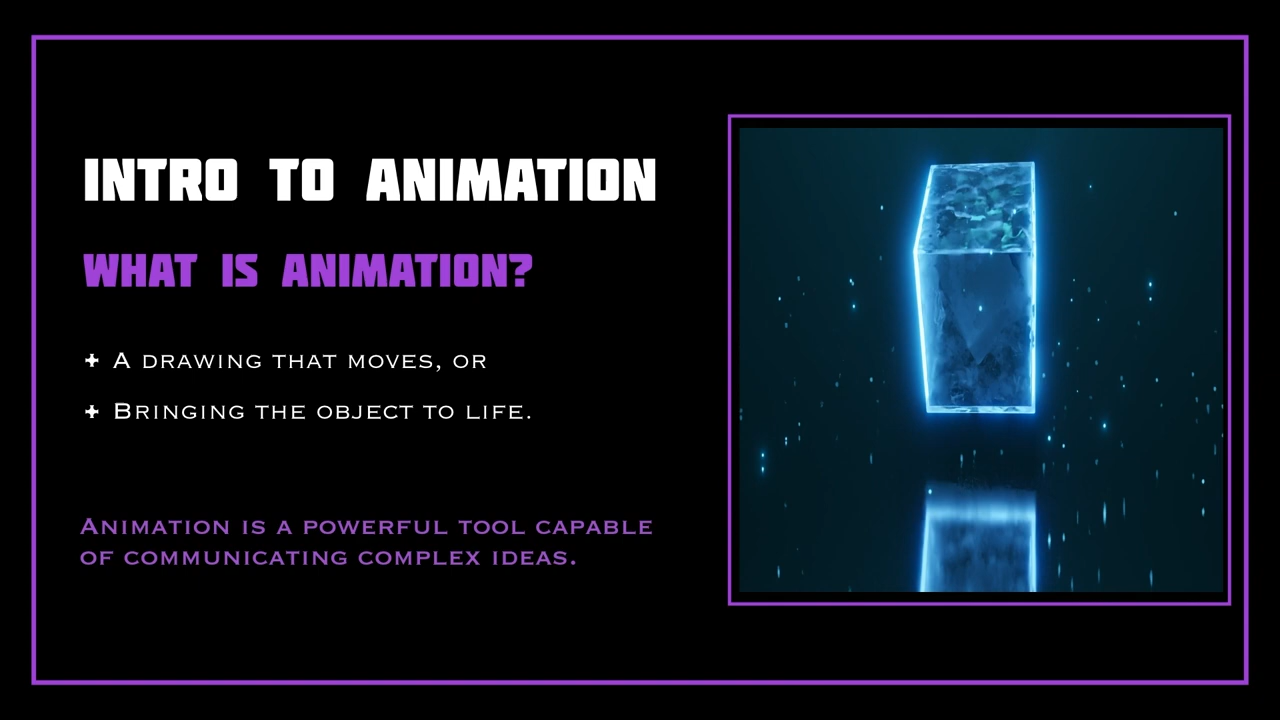 INTRO TO ANIMATION
WHAT IS ANIMATION?
+ A DRAWING THAT MOVES, OR
+ BRINGING THE OBJECT TO LIFE.
ANIMATION IS A POWERFUL TOOL CAPABLE
OF COMMUNICATING COMPLEX IDEAS.